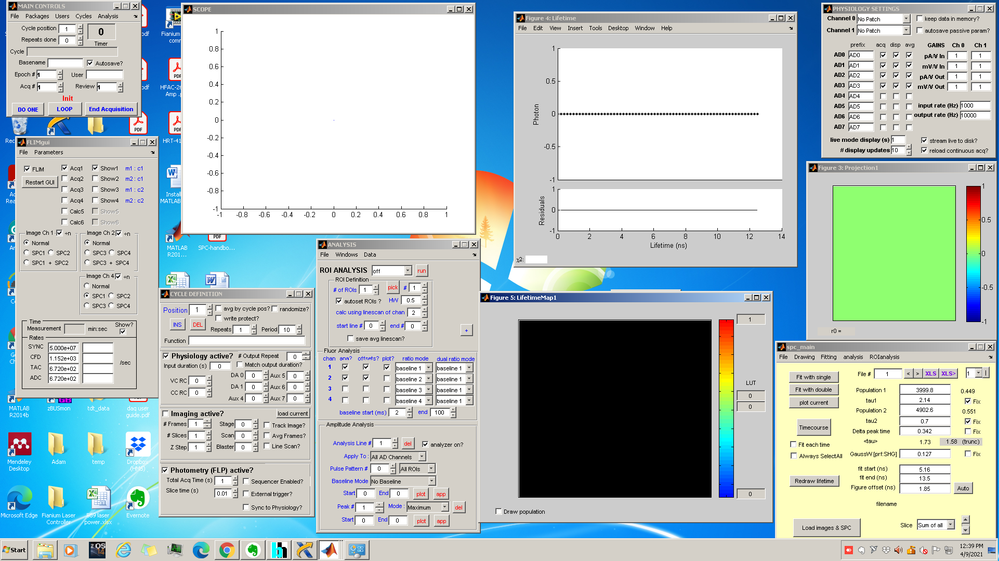 MAIN CONTROLS
File Packages Users Cycles Analysis
Cycle position 1
Repeats done 0
0
Timer
Cycle
Basename
Autosave?
Epoch # 1 User
Acq # 1 Review 1
Init
DO ONE LOOP End Acquisition
FLIMgui
File Parameters
FLIM Acq1 Show1 m1 : c1
Restart GUI Acq2 Show2 m2 : c1
Acq3 Show3 m1 : c2
Acq4 Show4 m2 : c2
Calc5 Show5
Calc6 Show6
Image Ch 1 ÷n
Normal
SPC1 SPC2
SPC1 + SPC2
Image Ch 2 ÷n
Normal
SPC3 SPC4
SPC3 + SPC4
Image Ch 4 ÷n
Normal
SPC1 SPC2
SPC3 SPC4
Time
Measurement min:sec Show?
Rates
SYNC 5.000e+07
CFD 1.152e+03
TAC 6.720e+02
ADC 6.720e+02
/sec
SCOPE
1
0.8
0.6
0.4
0.2
0
-0.2
-0.4
-0.6
-0.8
-1
-1 -0.8 -0.6 -0.4 -0.2 0 0.2 0.4 0.6 0.8 1
CYCLE DEFINITION
Position 1 avg by cycle pos? randomize?
write protect?
INS DEL Repeats 1 Period 10
Function
Physiology active? # Output Repeat 0
Input duration (s) 0 Match output duration?
VC RC 0 DA 0 0 Aux 5 0
CC RC 0 DA 1 0 Aux 6 0
Aux 4 0 Aux 7 0
Imaging active? load current
# Frames 1 Stage 0 Track Image?
# Slices 1 Scan 0 Avg Frames?
Z Step 1 Blaster 0 Line Scan?
Photometry (FLP) active?
Total Acq Time (s) 1 Sequencer Enabled?
Slice time (s) 0.01 External trigger?
Sync to Physiology?
ANALYSIS
File Windows Data
ROI ANALYSIS off run
ROI Definition
# of ROIs 1 pick # 1
autoset ROIs ? HW 0.5
calc using linescan of chan 2
start line # 0 end # 0
save avg linescan?
+
Fluor Analysis
chan ana? offsets? plot? ratio mode dual ratio mode
1 baseline 1 baseline 1
2 baseline 2 baseline 1
3 baseline 3 baseline 1
4 baseline 4 baseline 1
baseline start (ms) 2 end 100
Amplitude Analysis
Analysis Line # 1 del analyzer on?
Apply To : All AD Channels
Pulse Pattern # 0 All ROIs
Baseline Mode No Baseline
Start 0 End 0 plot app
Peak # 1 Mode : Maximum del
Start 0 End 0 plot app
Figure 4: Lifetime
File Edit View Insert Tools Desktop Window Help
Photon
1
0.5
0
-0.5
-1
Residuals
1
0
-1
0 2 4 6 8 10 12 14
Lifetime (ns)
χ2:
Figure 5: LifetimeMap1
1
LUT
0
0
0
Draw population
PHYSIOLOGY SETTINGS
Channel 0 No Patch keep data in memory?
Channel 1 No Patch autosave passive param?
prefix acq disp avg GAINS Ch 0 Ch 1
AD0 AD0 pA/V In 1 1
AD1 AD1 mV/V In 1 1
AD2 AD2 pA/V Out 1 1
AD3 AD3 mV/V Out 1 1
AD4 AD4
AD5 AD5 input rate (Hz) 1000
AD6 AD6 output rate (Hz) 10000
AD7 AD7
live mode display (s) 1 stream live to disk?
# display updates 10 reload continuous acq?
Figure 3: Projection1
1
0.5
0
-0.5
-1
r0 =
spc_main
File Drawing Fitting analysis ROIanalysis
Fit with single File # 1 < > XLS XLS> 1
Fit with double Population 1 3999.8 0.449
plot current tau1 2.14 Fix
Population 2 4902.6 0.551
tau2 0.7 Fix
Timecourse Delta peak time 0.342 Fix
Fit each time <tau> 1.73 1.58 (trunc)
Always SelectAll GaussW [prf:SHG] 0.127 Fix
fit start (ns) 5.16
Redraw lifetime fit end (ns) 13.5
Figure offset (ns) 1.85 Auto
filename
Load images & SPC Slice Sum of all
MATLAB R2014b
zBUSmon
tdt_data
daq user guide.pdf
Mendeley Desktop
Adam
temp
Dropbox (HMS)
Microsoft Edge
Fianium Laser Controller
589 laser power.xlsx
Evernote
MATLAB R201...
SPC-handbo...
Start
12:39 PM
4/9/2021